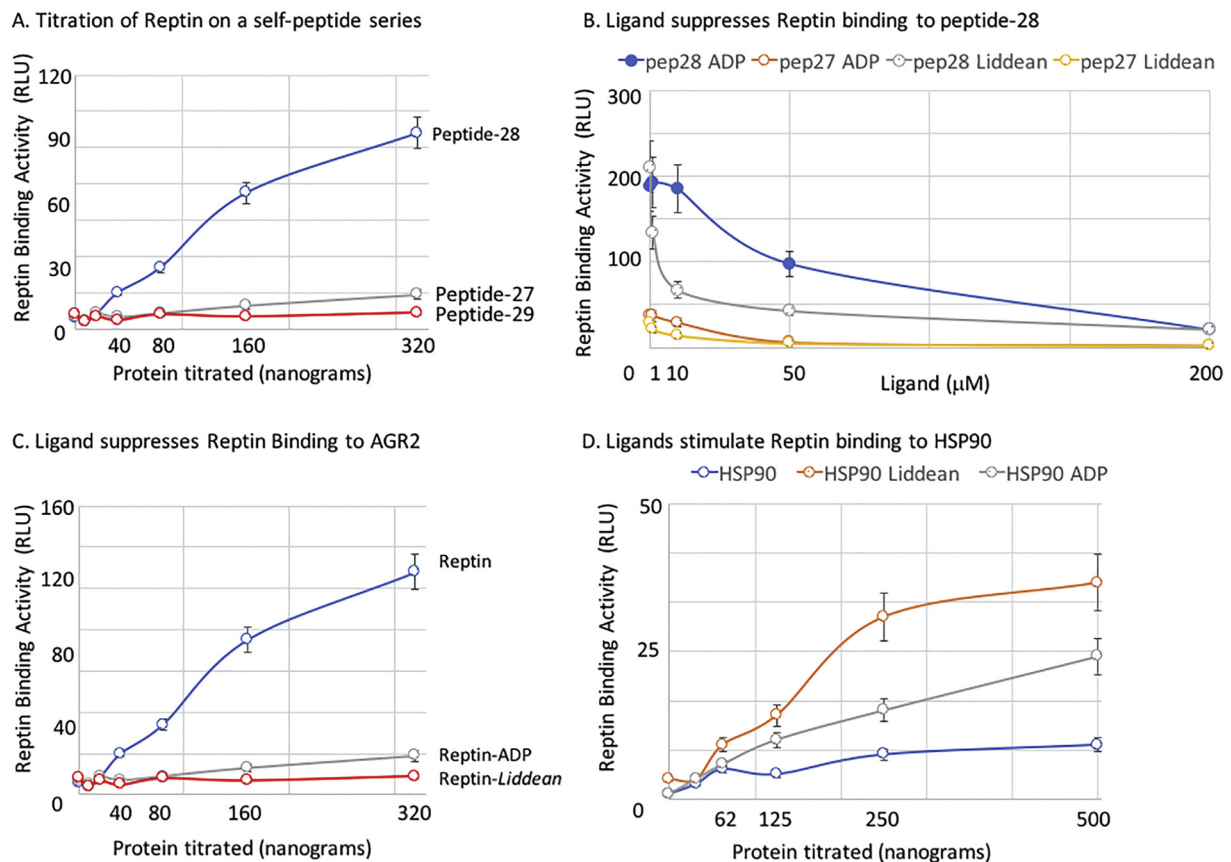 A. Titration of Reptin on a self-peptide series
Reptin Binding Activity (RLU)
120
90
60
30
0
40 80 160 320
Protein titrated (nanograms)
Peptide-28
Peptide-27
Peptide-29
B. Ligand suppresses Reptin binding to peptide-28
pep28 ADP pep27 ADP pep28 Liddean pep27 Liddean
Reptin Binding Activity (RLU)
300
200
100
0 1 10 50 200
Ligand (μM)
C. Ligand suppresses Reptin Binding to AGR2
Reptin Binding Activity (RLU)
160
120
80
40
0
40 80 160 320
Protein titrated (nanograms)
Reptin
Reptin-ADP
Reptin-Liddean
D. Ligands stimulate Reptin binding to HSP90
HSP90 HSP90 Liddean HSP90 ADP
Reptin Binding Activity (RLU)
50
25
0
62 125 250 500
Protein titrated (nanograms)